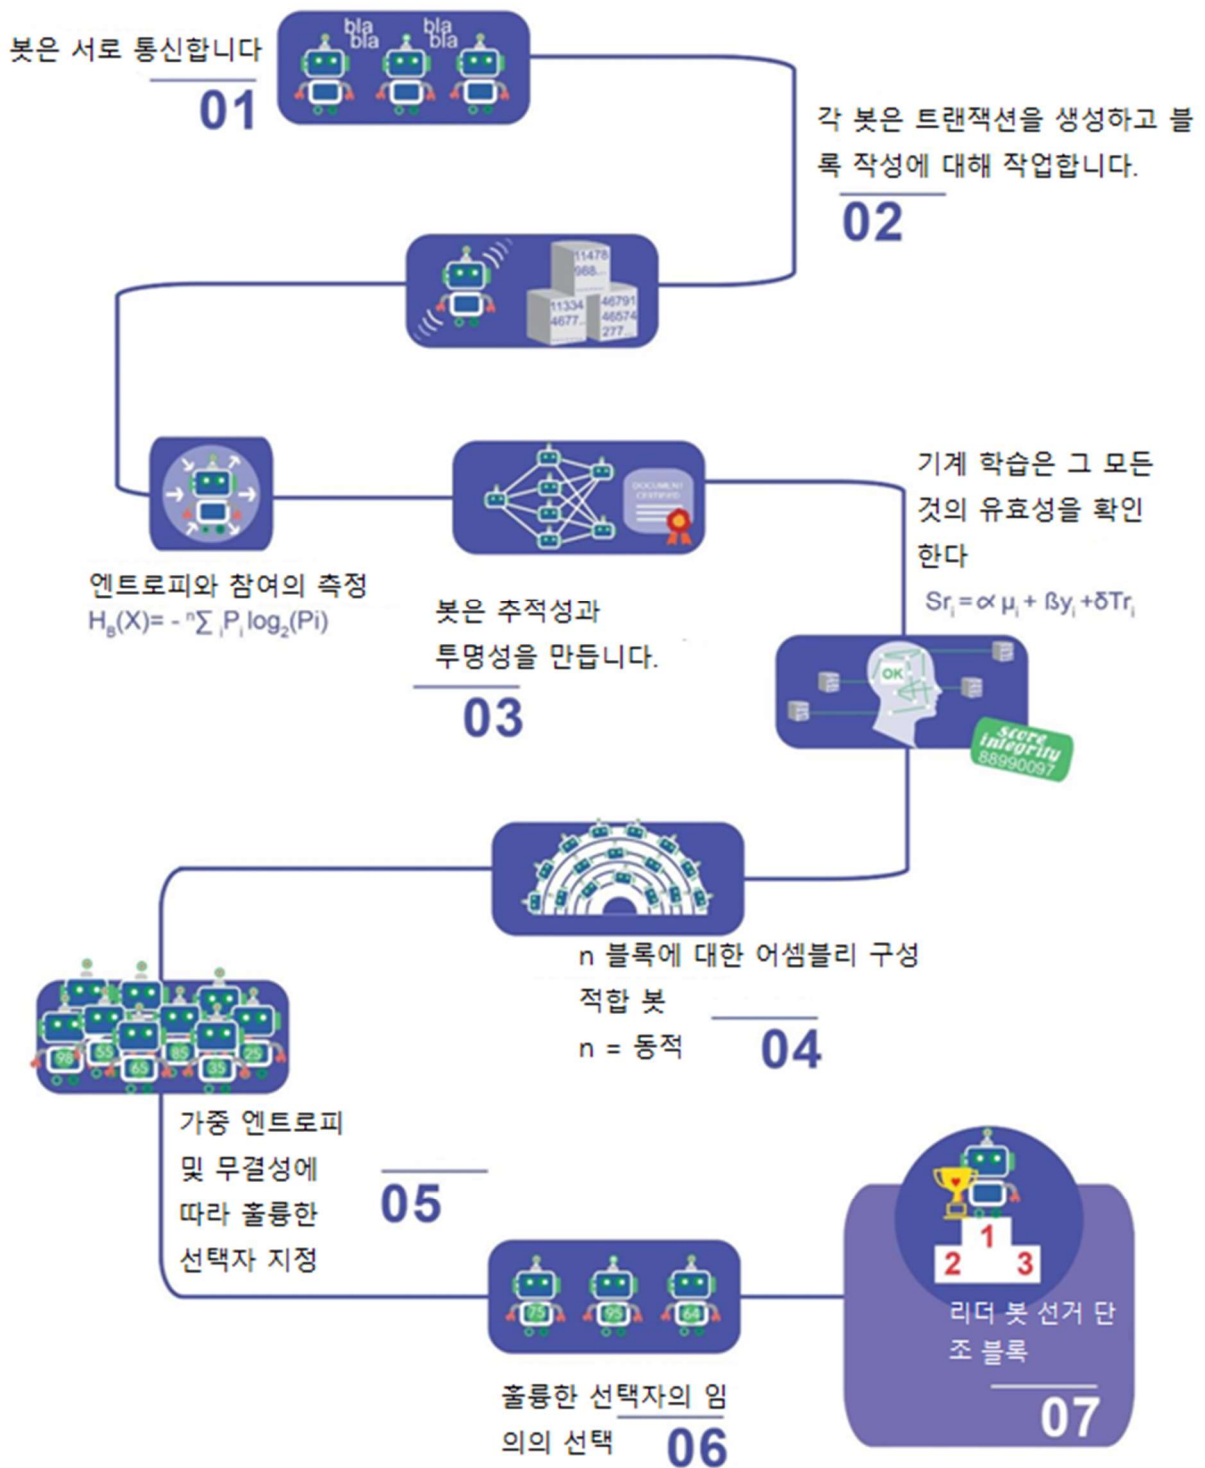 봇은 서로 통신합니다
01
bla
bla
bla
bla
각 봇은 트랜잭션을 생성하고 블
록 작성에 대해 작업합니다.
02
11478
988...
11334
4677..
46791
46574
277...
엔트로피와 참여의 측정
H_B(X)= - ⁿ∑ ᵢPᵢ log₂(Pi)
DOCUMENT
CERTIFIED
봇은 추적성과
투명성을 만듭니다.
03
기계 학습은 그 모든
것의 유효성을 확인
한다
Srᵢ=∝ μᵢ + ßyᵢ +δTrᵢ
OK
score
integrity
88990097
n 블록에 대한 어셈블리 구성
적합 봇
n = 동적
04
98
55
65
85
35
25
가중 엔트로피
및 무결성에
따라 훌륭한
선택자 지정
05
75
95
64
훌륭한 선택자의 임
의의 선택
06
1
2
3
리더 봇 선거 단
조 블록
07